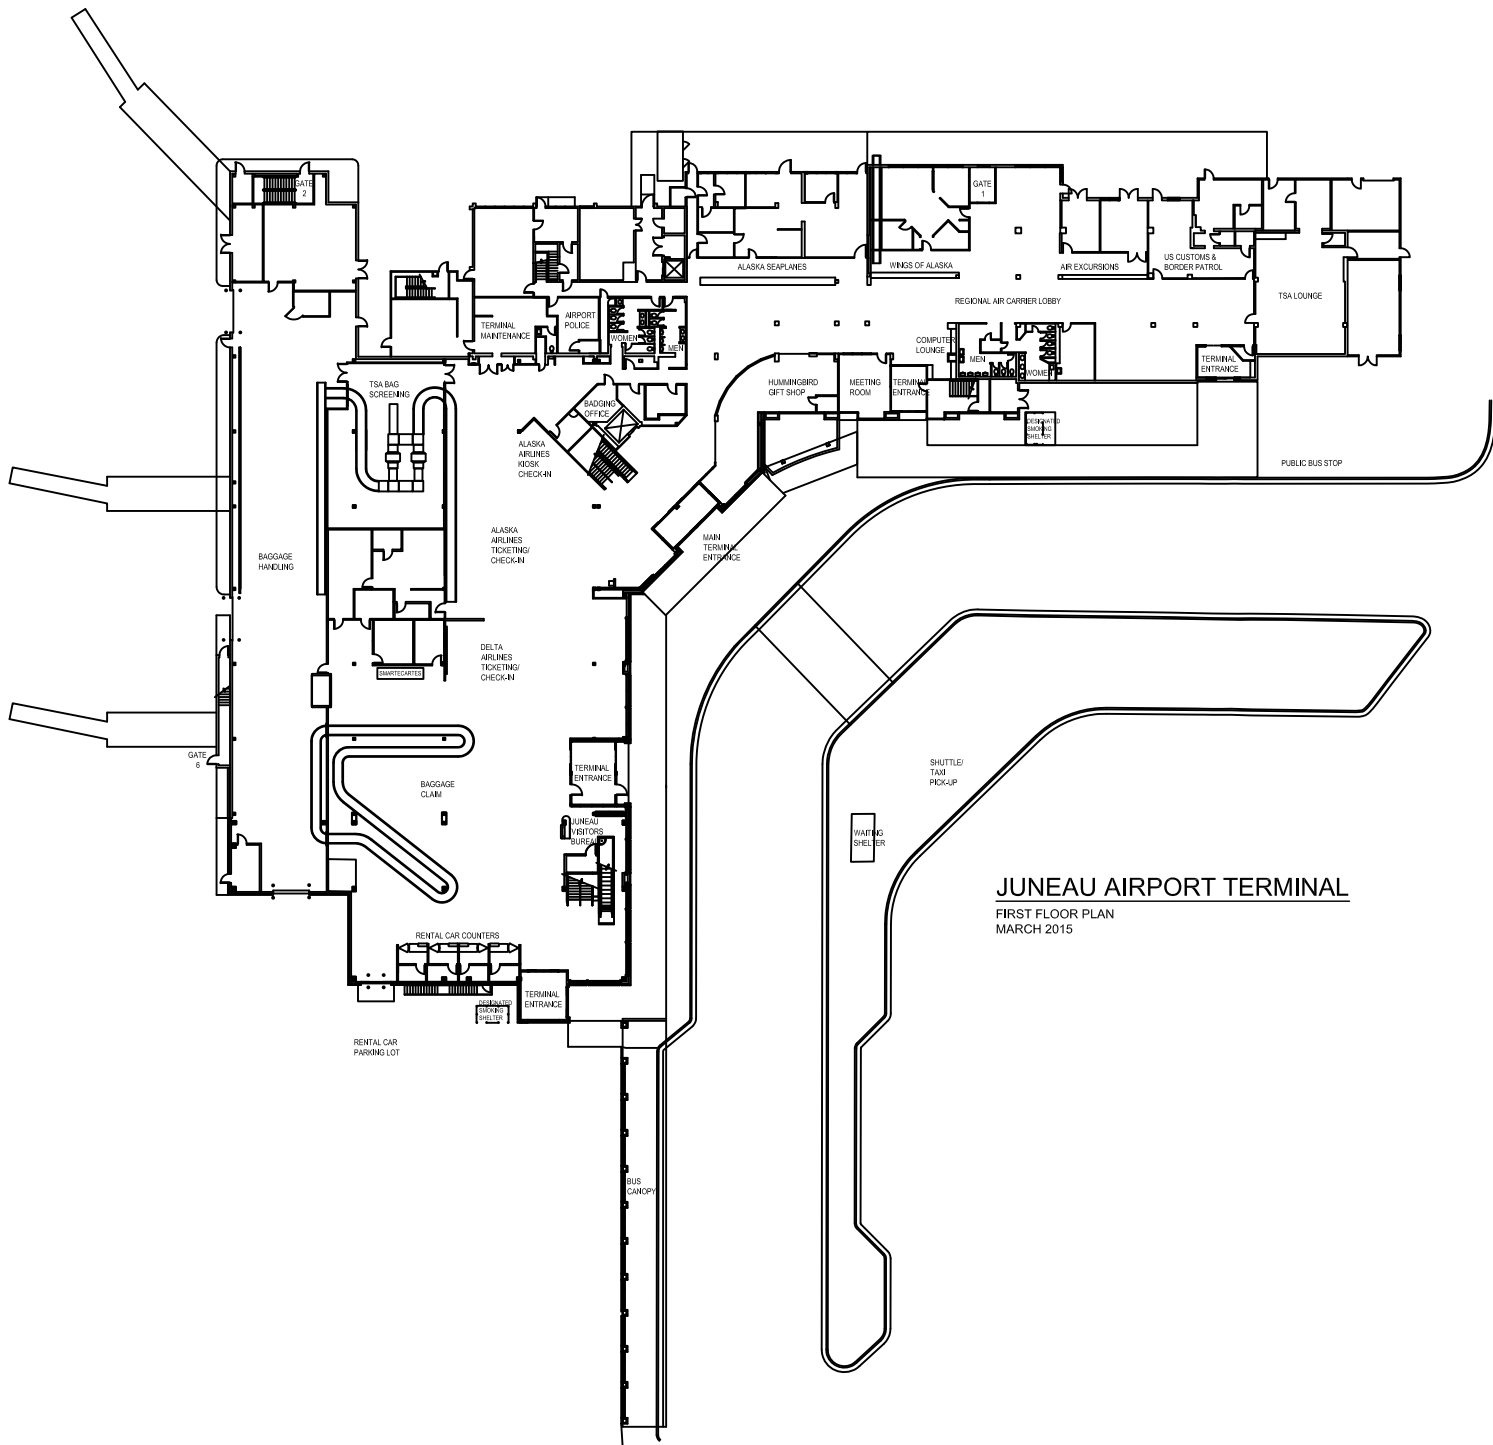 GATE
2
GATE
1
ALASKA SEAPLANES
WINGS OF ALASKA
AIR EXCURSIONS
US CUSTOMS &
BORDER PATROL
TSA LOUNGE
REGIONAL AIR CARRIER LOBBY
TERMINAL
MAINTENANCE
AIRPORT
POLICE
WOMEN
MEN
COMPUTER
LOUNGE
MEN
WOMEN
TERMINAL
ENTRANCE
TSA BAG
SCREENING
HUMMINGBIRD
GIFT SHOP
MEETING
ROOM
TERMINAL
ENTRANCE
BADGING
OFFICE
DESIGNATED
SMOKING
SHELTER
ALASKA
AIRLINES
KIOSK
CHECK-IN
PUBLIC BUS STOP
ALASKA
AIRLINES
TICKETING/
CHECK-IN
MAIN
TERMINAL
ENTRANCE
BAGGAGE
HANDLING
DELTA
AIRLINES
TICKETING/
CHECK-IN
SMARTECARTES
GATE
6
TERMINAL
ENTRANCE
BAGGAGE
CLAIM
SHUTTLE/
TAXI
PICK-UP
JUNEAU
VISITORS
BUREAU
WAITING
SHELTER
JUNEAU AIRPORT TERMINAL
FIRST FLOOR PLAN
MARCH 2015
RENTAL CAR COUNTERS
TERMINAL
ENTRANCE
DESIGNATED
SMOKING
SHELTER
RENTAL CAR
PARKING LOT
BUS
CANOPY